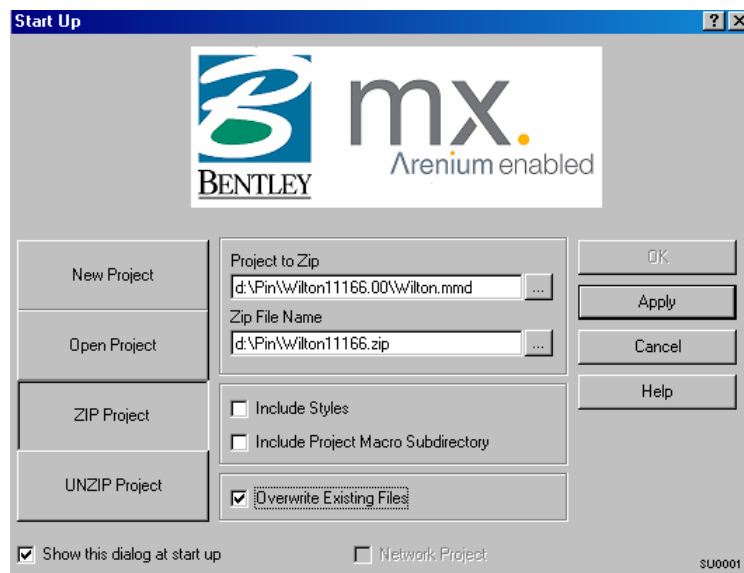 Start Up
BENTLEY
mx.
Arenium enabled
New Project
Open Project
ZIP Project
UNZIP Project
Project to Zip
d:\Pin\Wilton11166.00\Wilton.mmd
...
Zip File Name
d:\Pin\Wilton11166.zip
...
Include Styles
Include Project Macro Subdirectory
Overwrite Existing Files
OK
Apply
Cancel
Help
Show this dialog at start up
Network Project
SU0001